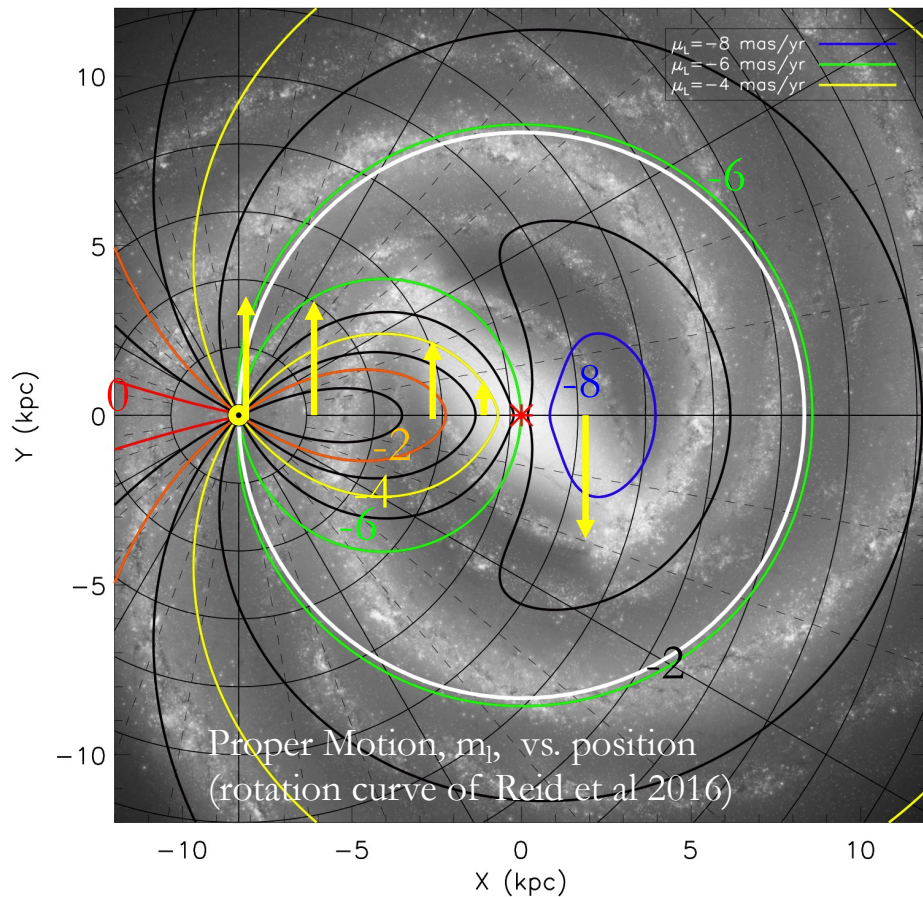 10
5
0
-5
-10
Y (kpc)
μL=-8 mas/yr
μL=-6 mas/yr
μL=-4 mas/yr
-6
-8
0
-2
-4
-6
-2
Proper Motion, ml, vs. position
(rotation curve of Reid et al 2016)
-10
-5
0
5
10
X (kpc)